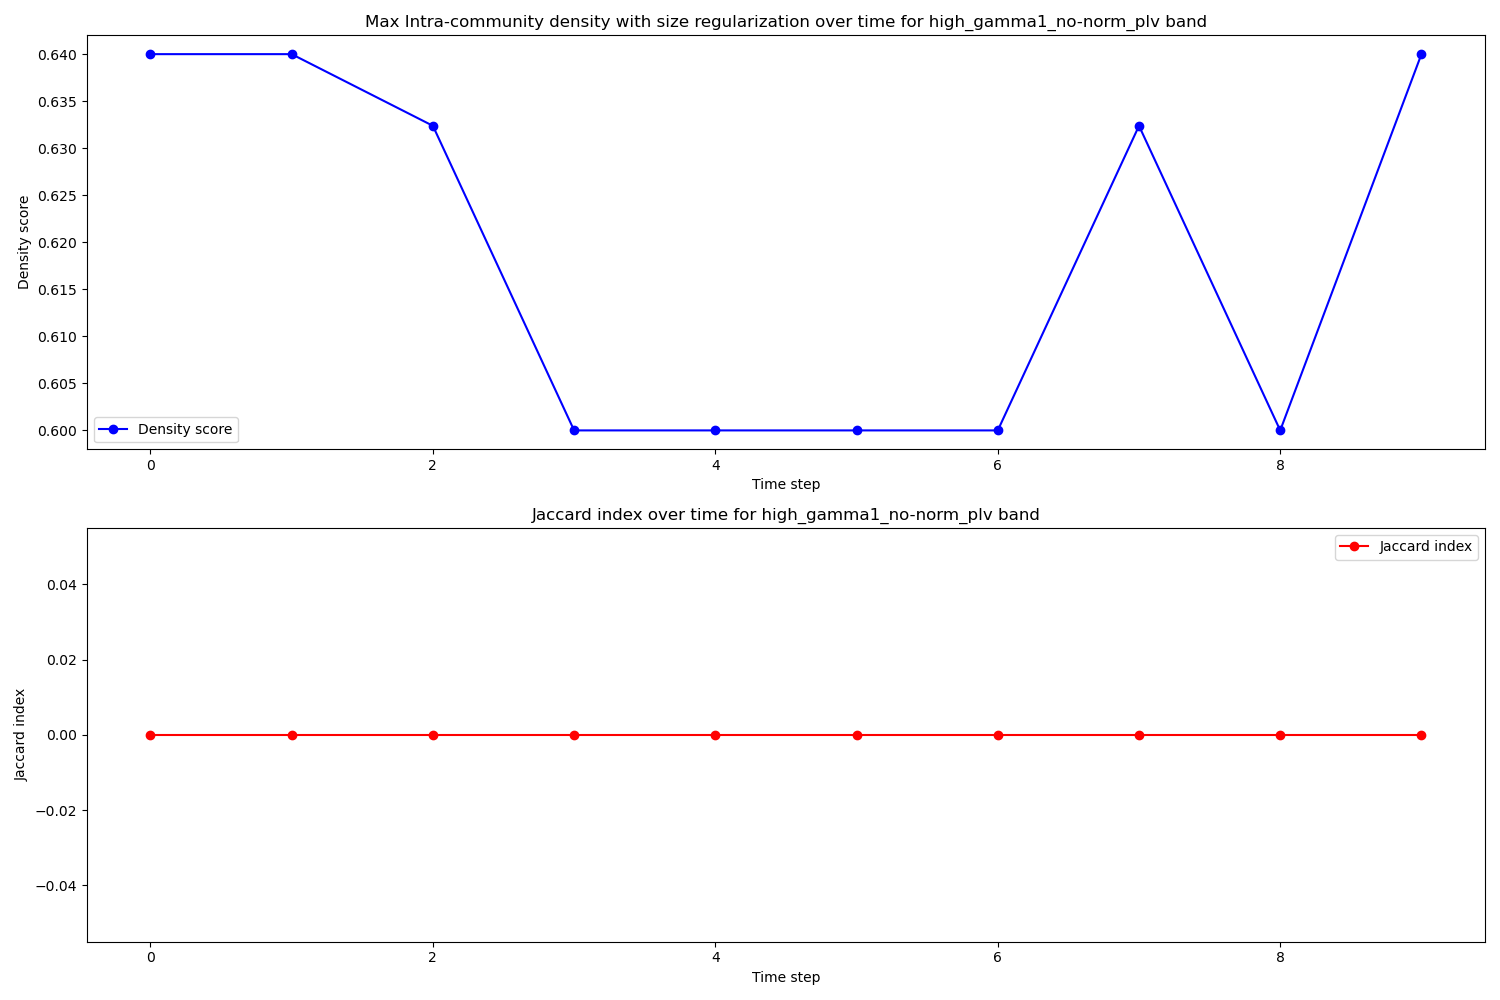 Max Intra-community density with size regularization over time for high_gamma1_no-norm_plv band
0.640
0.635
0.630
0.625
0.620
0.615
0.610
0.605
0.600
Density score
Density score
0 2 4 6 8
Time step
Jaccard index over time for high_gamma1_no-norm_plv band
Jaccard index
0.04
0.02
0.00
−0.02
−0.04
Jaccard index
0 2 4 6 8
Time step